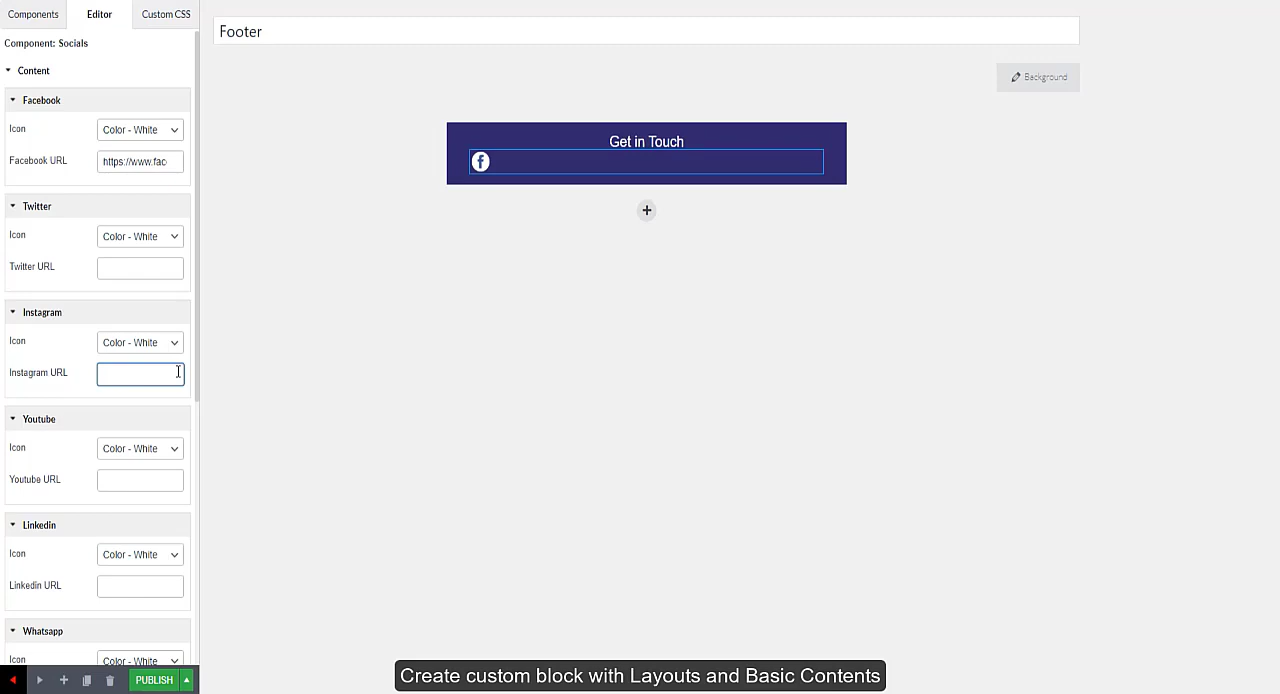 Components
Editor
Custom CSS
Component: Socials
Content
Facebook
Icon
Color - White
Facebook URL
https://www.fac
Twitter
Icon
Color - White
Twitter URL
Instagram
Icon
Color - White
Instagram URL
Youtube
Icon
Color - White
Youtube URL
Linkedin
Icon
Color - White
Linkedin URL
Whatsapp
Icon
Color - White
PUBLISH
Footer
Background
Get in Touch
Create custom block with Layouts and Basic Contents